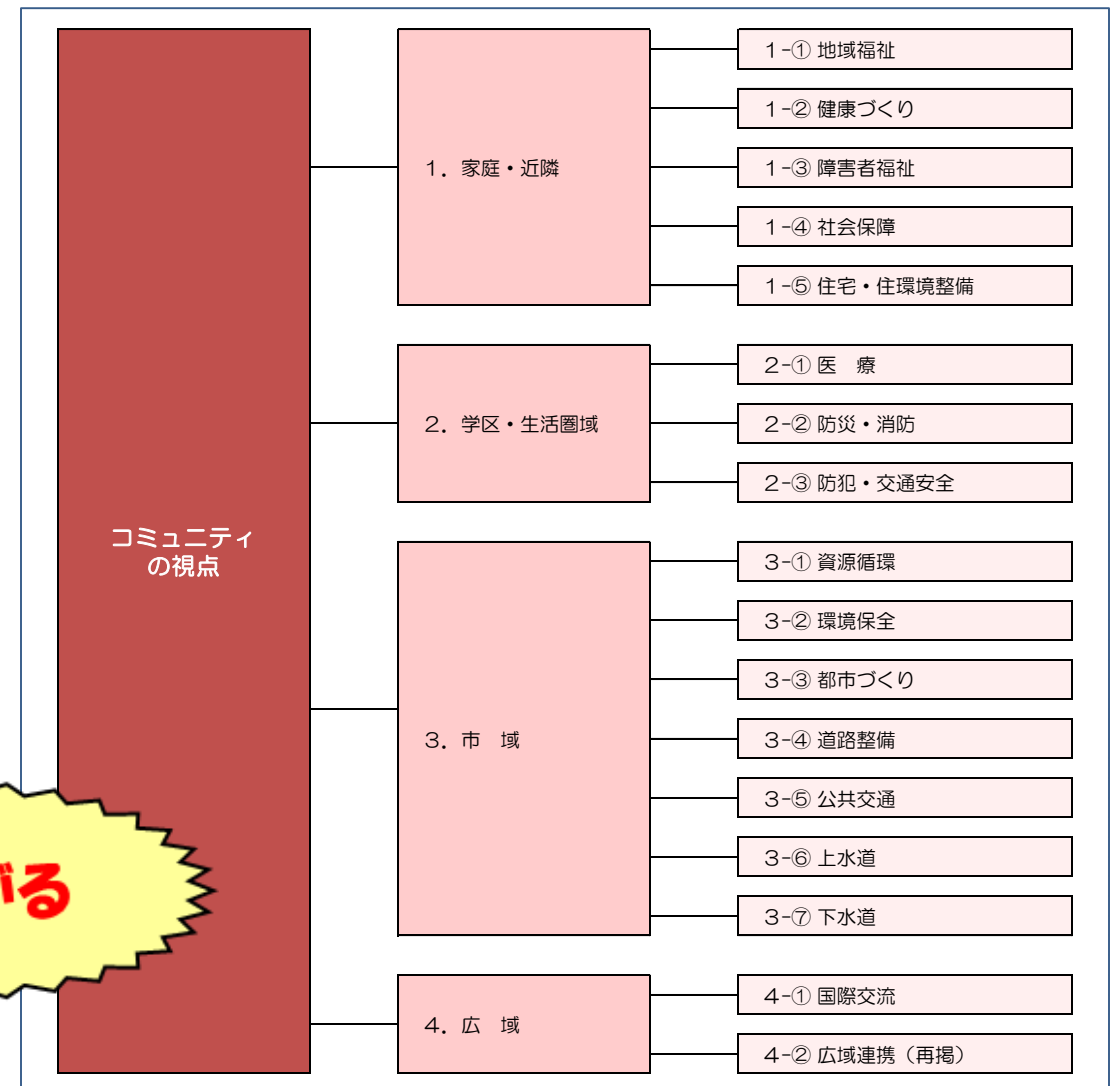 コミュニティ
の視点
1．家庭・近隣
1-① 地域福祉
1-② 健康づくり
1-③ 障害者福祉
1-④ 社会保障
1-⑤ 住宅・住環境整備
2．学区・生活圏域
2-① 医　療
2-② 防災・消防
2-③ 防犯・交通安全
3．市　域
3-① 資源循環
3-② 環境保全
3-③ 都市づくり
3-④ 道路整備
3-⑤ 公共交通
3-⑥ 上水道
3-⑦ 下水道
4．広　域
4-① 国際交流
4-② 広域連携（再掲）
がる